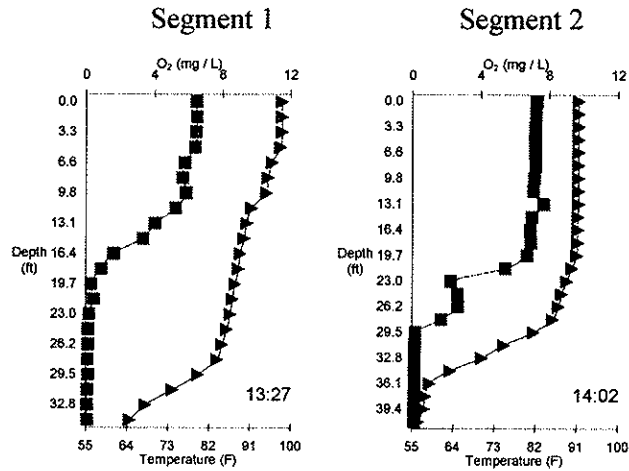 Segment 1
O2 (mg / L)
0 4 8 12
0.0
3.3
6.6
9.8
13.1
Depth 16.4
(ft)
19.7
23.0
26.2
29.5
32.8
13:27
55 64 73 82 91 100
Temperature (F)
Segment 2
O2 (mg / L)
0 4 8 12
0.0
3.3
6.6
9.8
13.1
16.4
Depth 19.7
(ft)
23.0
26.2
29.5
32.8
36.1
39.4
14:02
55 64 73 82 91 100
Temperature (F)